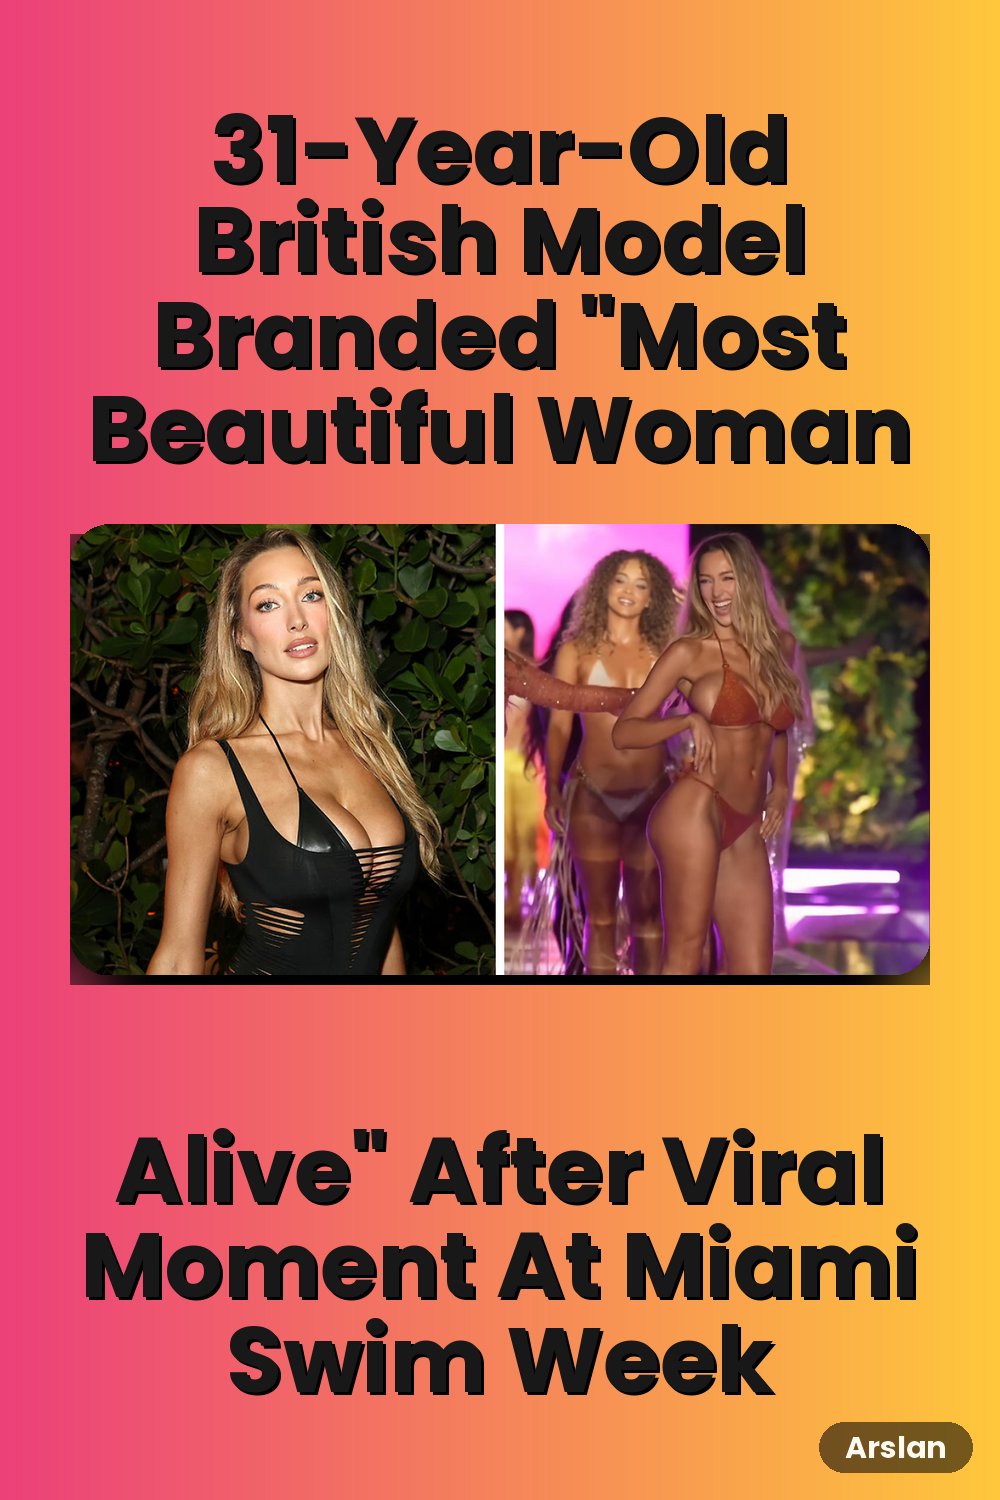 31-Year-Old
British Model
Branded "Most
Beautiful Woman
Alive" After Viral
Moment At Miami
Swim Week
Arslan